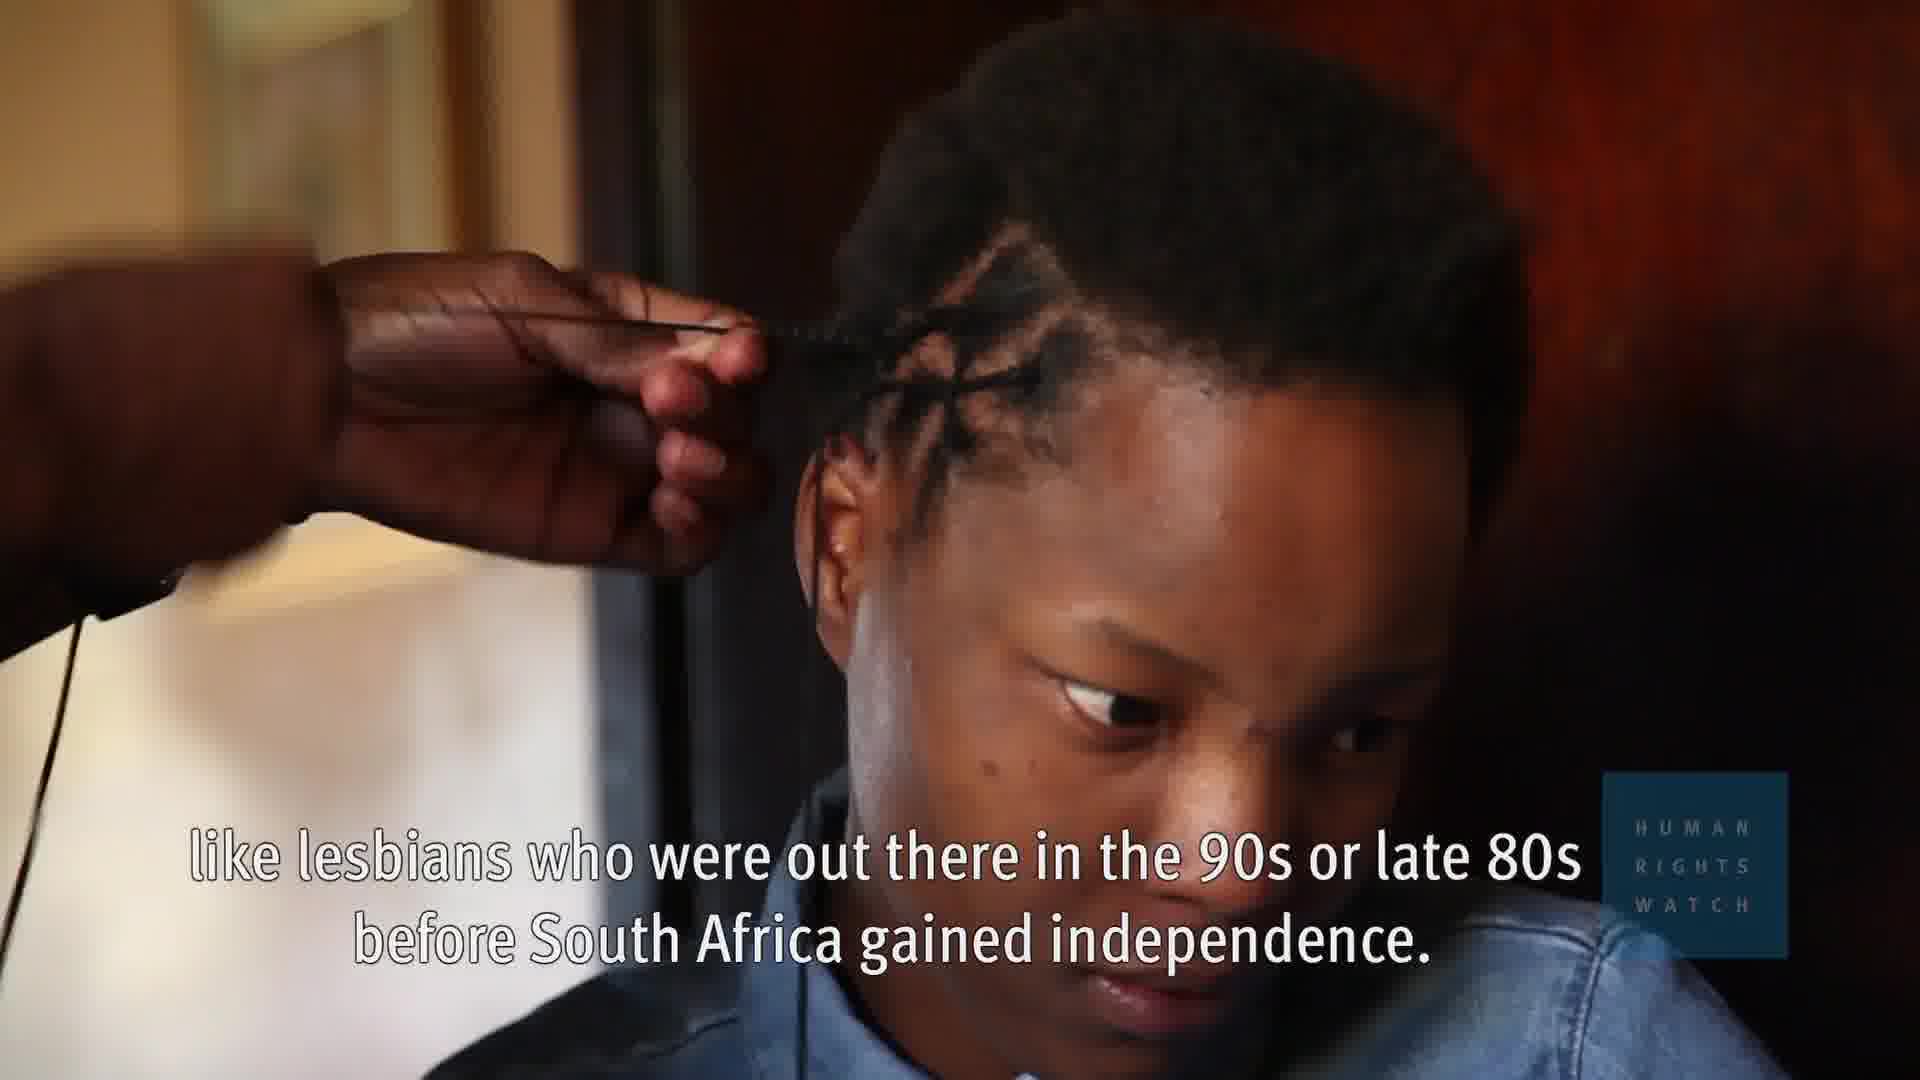 like lesbians who were out there in the 90s or late 80s
before South Africa gained independence.
HUMAN
RIGHTS
WATCH